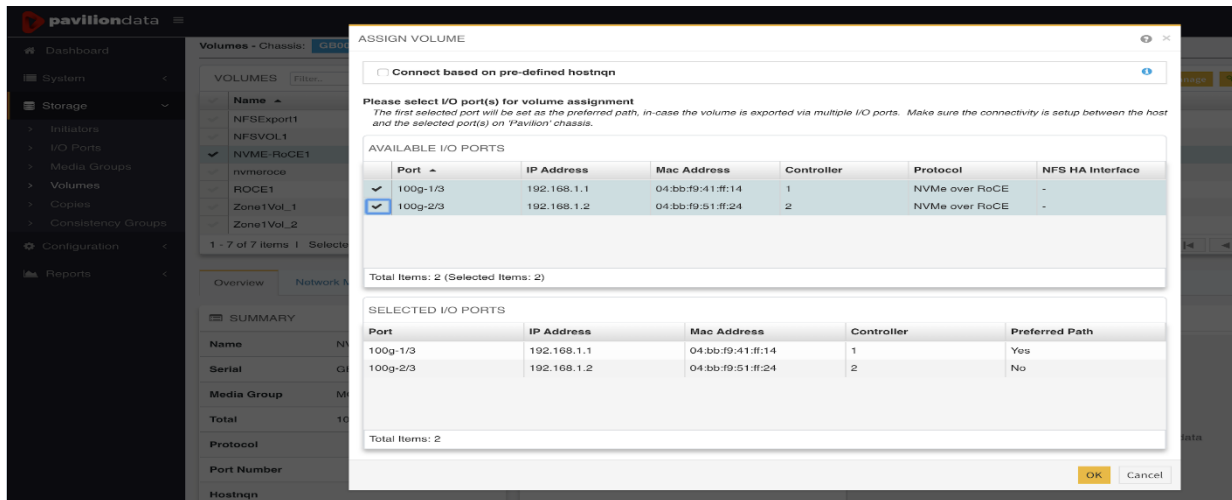 paviliondata
Dashboard
System
Storage
Initiators
I/O Ports
Media Groups
Volumes
Copies
Consistency Groups
Configuration
Reports
Volumes - Chassis:
VOLUMES Filter...
Name
NFSExport1
NFSVOL1
NVME-RoCE1
nvmeroce
ROCE1
Zone1Vol_1
Zone1Vol_2
1 - 7 of 7 items | Selecte
Overview Network M
SUMMARY
Name
Serial
Media Group
Total
Protocol
Port Number
Hostnqn
ASSIGN VOLUME
Connect based on pre-defined hostnqn
Please select I/O port(s) for volume assignment
The first selected port will be set as the preferred path, in-case the volume is exported via multiple I/O ports. Make sure the connectivity is setup between the host
and the selected port(s) on 'Pavilion' chassis.
AVAILABLE I/O PORTS
Port IP Address Mac Address Controller Protocol NFS HA Interface
100g-1/3 192.168.1.1 04:bb:f9:41:ff:14 1 NVMe over RoCE -
100g-2/3 192.168.1.2 04:bb:f9:51:ff:24 2 NVMe over RoCE -
Total Items: 2 (Selected Items: 2)
SELECTED I/O PORTS
Port IP Address Mac Address Controller Preferred Path
100g-1/3 192.168.1.1 04:bb:f9:41:ff:14 1 Yes
100g-2/3 192.168.1.2 04:bb:f9:51:ff:24 2 No
Total Items: 2
OK Cancel